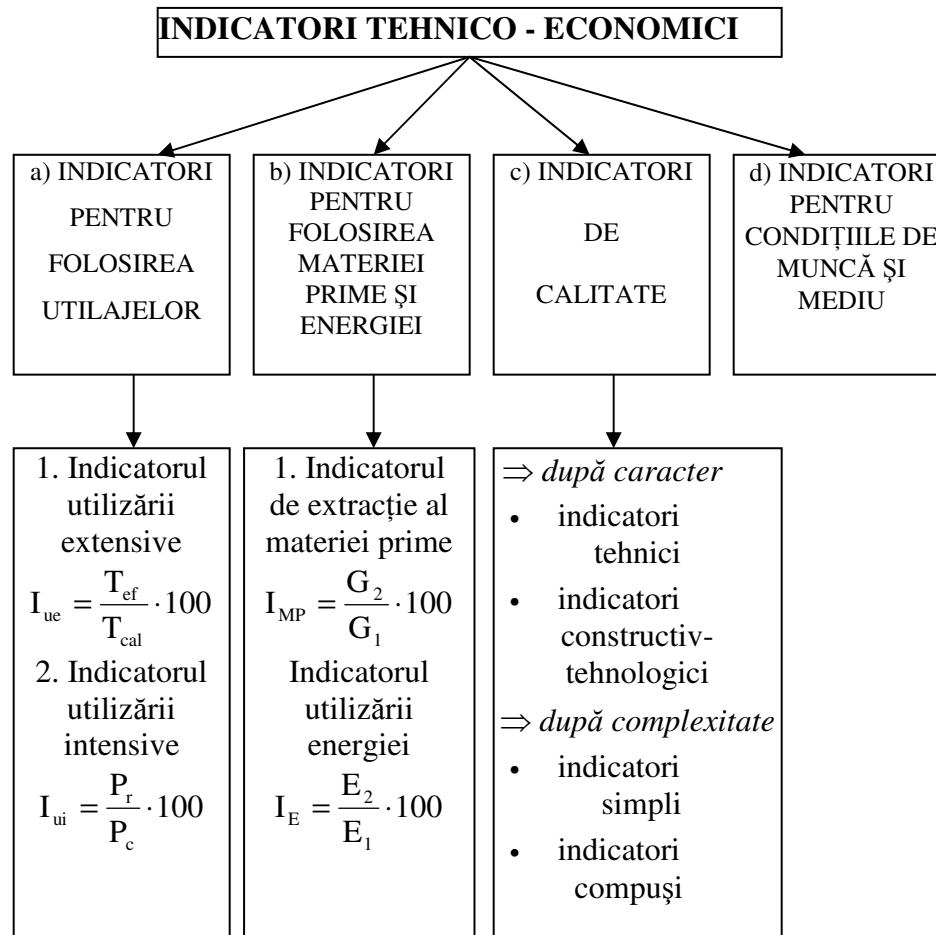 INDICATORI TEHNICO - ECONOMICI
a) INDICATORI
PENTRU
FOLOSIREA
UTILAJELOR
b) INDICATORI
PENTRU
FOLOSIREA
MATERIEI
PRIME ŞI
ENERGIEI
c) INDICATORI
DE
CALITATE
d) INDICATORI
PENTRU
CONDIȚIILE DE
MUNCĂ ŞI
MEDIU
1. Indicatorul
utilizării
extensive
I_ue = T_ef / T_cal · 100
2. Indicatorul
utilizării
intensive
I_ui = P_r / P_c · 100
1. Indicatorul
de extracție al
materiei prime
I_MP = G_2 / G_1 · 100
Indicatorul
utilizării
energiei
I_E = E_2 / E_1 · 100
⇒ după caracter
• indicatori
tehnici
• indicatori
constructiv-
tehnologici
⇒ după complexitate
• indicatori
simpli
• indicatori
compuşi